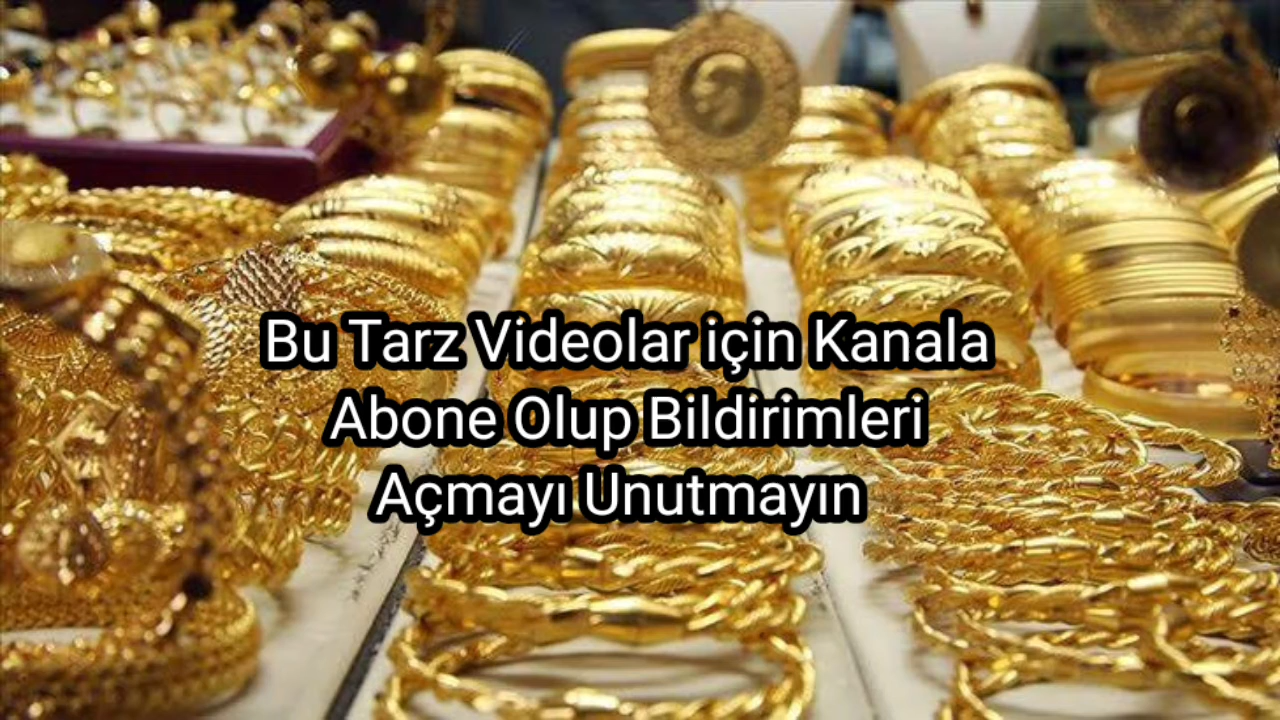 Bu Tarz Videolar için Kanala
Abone Olup Bildirimleri
Açmayı Unutmayın